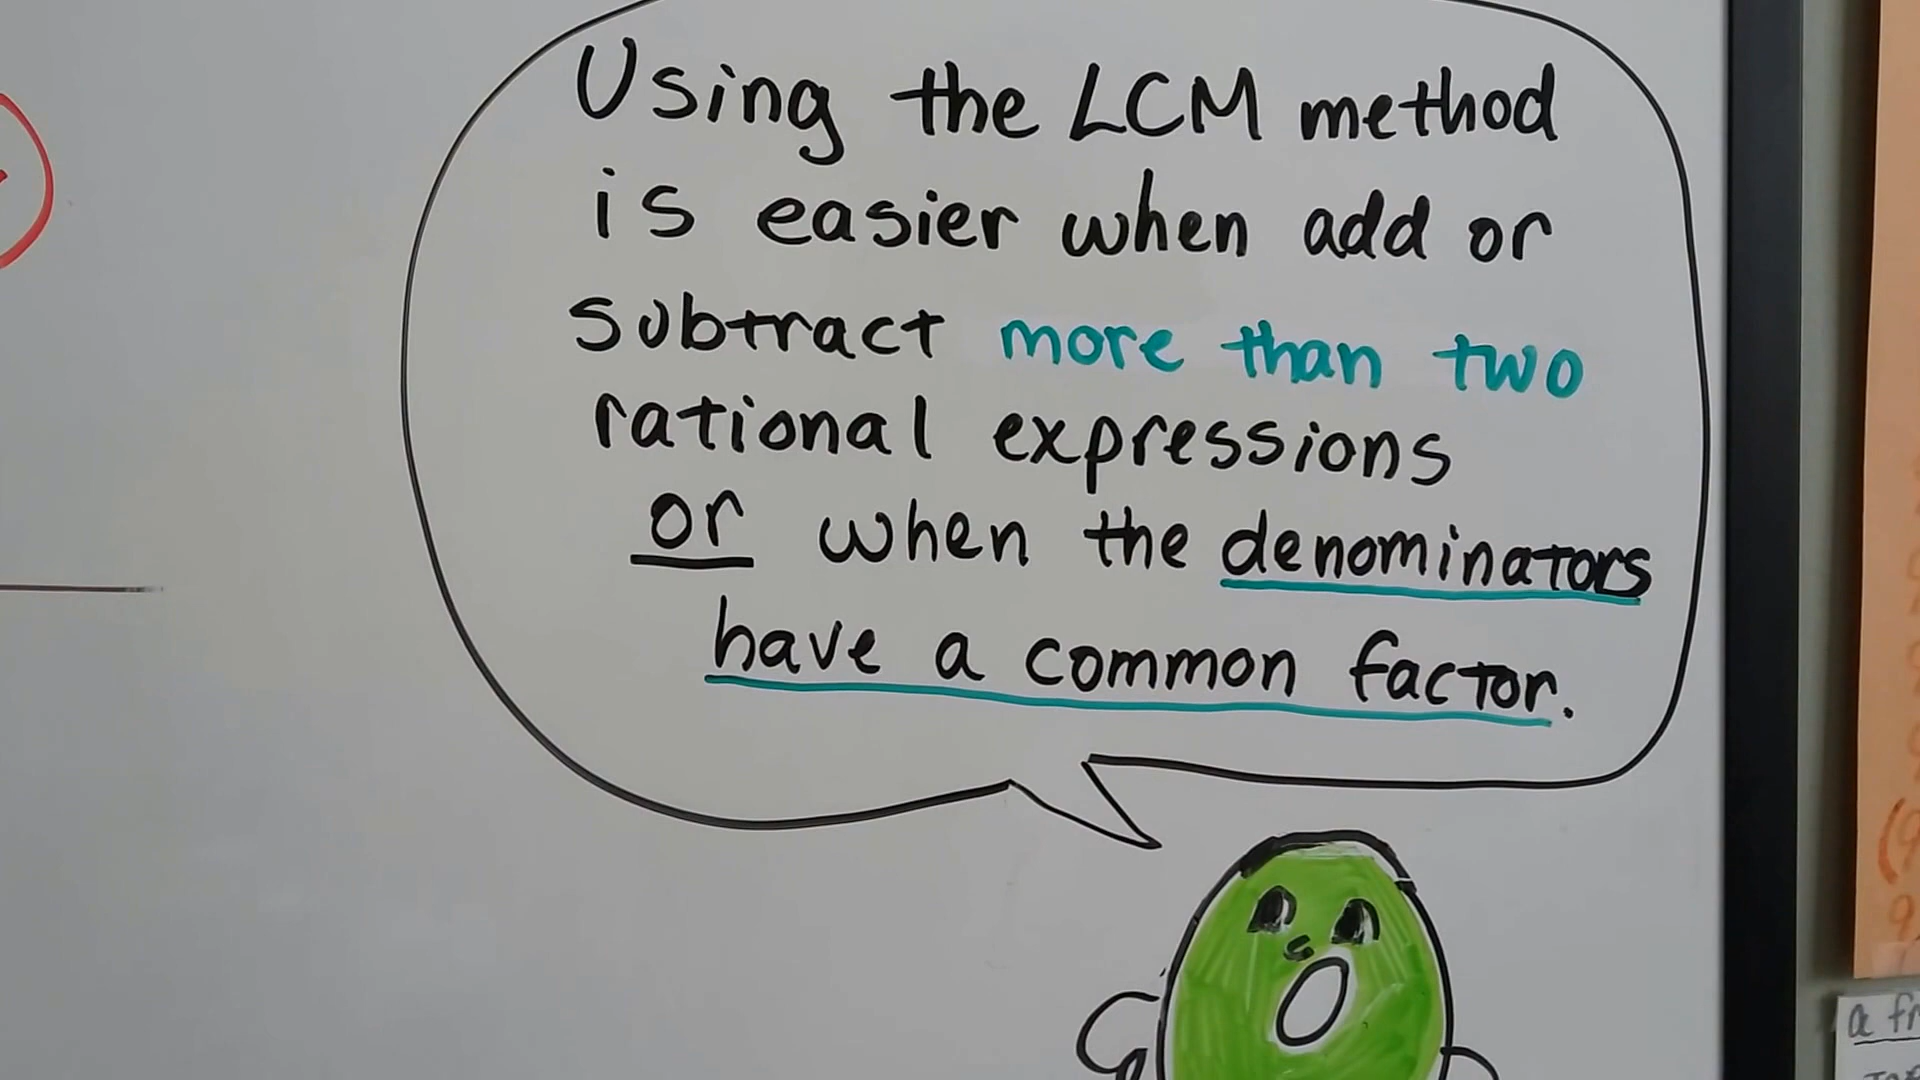 Using the LCM method
is easier when add or
subtract more than two
rational expressions
or when the denominators
have a common factor.